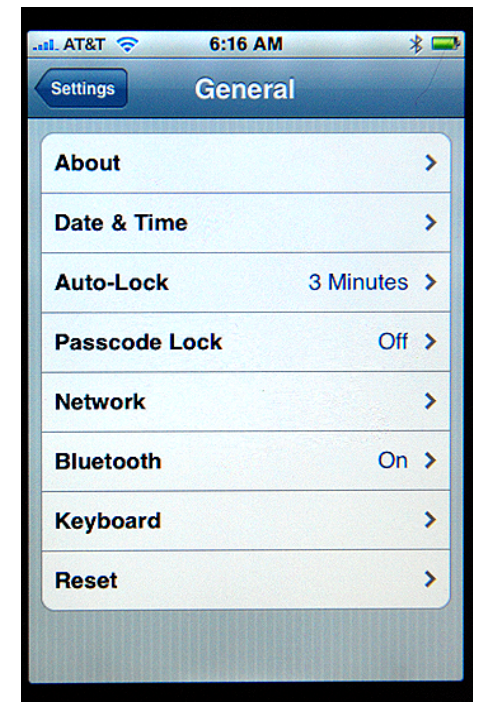 AT&T 6:16 AM
Settings General
About
Date & Time
Auto-Lock 3 Minutes
Passcode Lock Off
Network
Bluetooth On
Keyboard
Reset